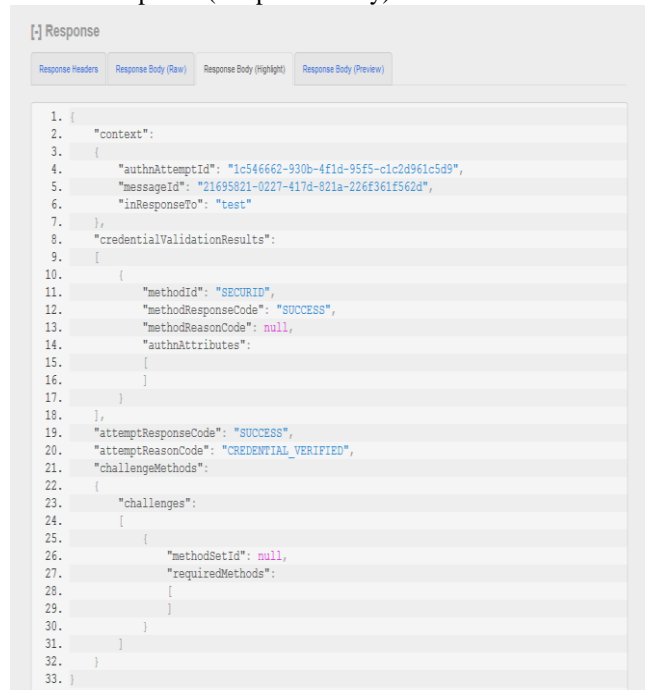 [-] Response
Response Headers Response Body (Raw) Response Body (Highlight) Response Body (Preview)
1. {
2. "context":
3. {
4. "authnAttemptId": "1c546662-930b-4f1d-95f5-c1c2d961c5d9",
5. "messageId": "21695821-0227-417d-821a-226f361f562d",
6. "inResponseTo": "test"
7. },
8. "credentialValidationResults":
9. [
10. {
11. "methodId": "SECURID",
12. "methodResponseCode": "SUCCESS",
13. "methodReasonCode": null,
14. "authnAttributes":
15. [
16. ]
17. }
18. ],
19. "attemptResponseCode": "SUCCESS",
20. "attemptReasonCode": "CREDENTIAL_VERIFIED",
21. "challengeMethods":
22. {
23. "challenges":
24. [
25. {
26. "methodSetId": null,
27. "requiredMethods":
28. [
29. ]
30. }
31. ]
32. }
33. }